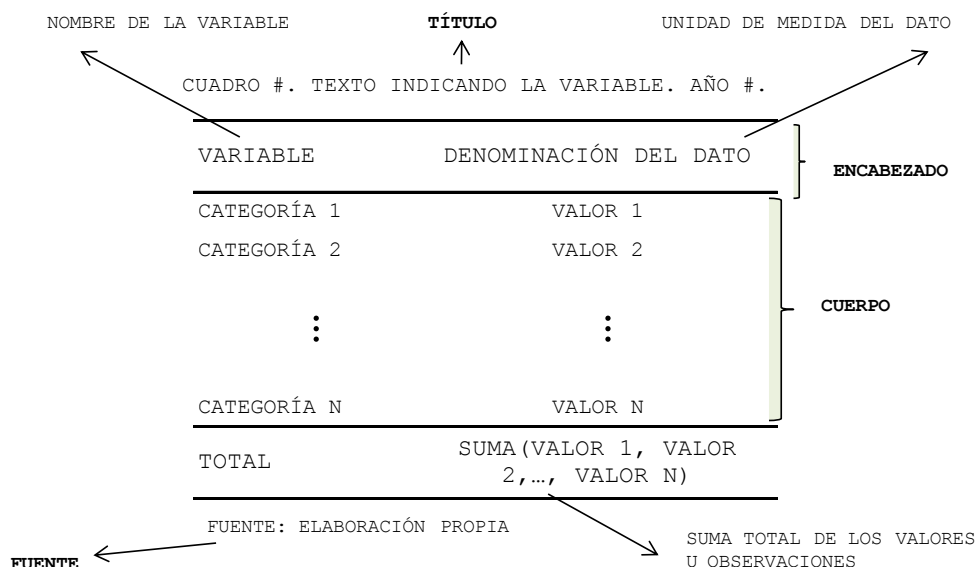 NOMBRE DE LA VARIABLE
TÍTULO
UNIDAD DE MEDIDA DEL DATO
CUADRO #. TEXTO INDICANDO LA VARIABLE. AÑO #.
VARIABLE DENOMINACIÓN DEL DATO
ENCABEZADO
CATEGORÍA 1 VALOR 1
CATEGORÍA 2 VALOR 2
CUERPO
⋮ ⋮
CATEGORÍA N VALOR N
TOTAL
SUMA(VALOR 1, VALOR
2,…, VALOR N)
FUENTE: ELABORACIÓN PROPIA
FUENTE
SUMA TOTAL DE LOS VALORES
U OBSERVACIONES